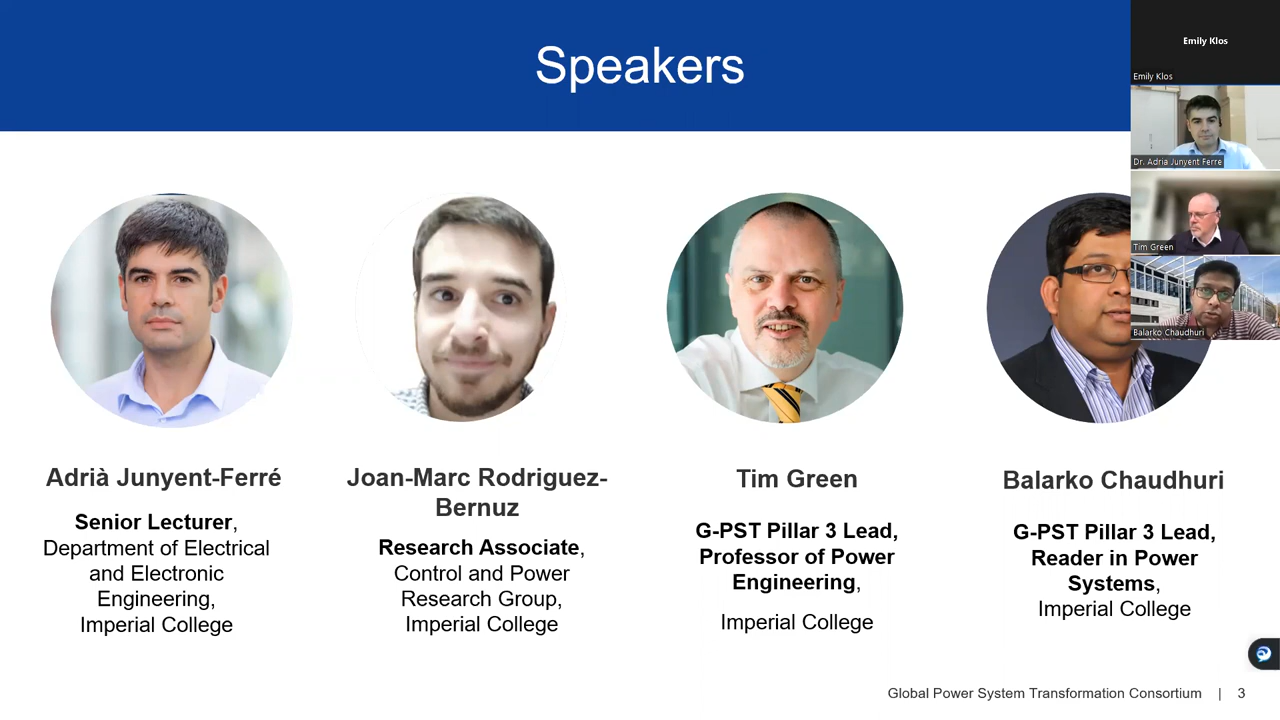 Speakers
Emily Klos
Emily Klos
Dr. Adria Junyent Ferre
Tim Green
Balarko Chaudhuri
Adrià Junyent-Ferré
Senior Lecturer,
Department of Electrical
and Electronic
Engineering,
Imperial College
Joan-Marc Rodriguez-
Bernuz
Research Associate,
Control and Power
Research Group,
Imperial College
Tim Green
G-PST Pillar 3 Lead,
Professor of Power
Engineering,
Imperial College
Balarko Chaudhuri
G-PST Pillar 3 Lead,
Reader in Power
Systems,
Imperial College
Global Power System Transformation Consortium | 3